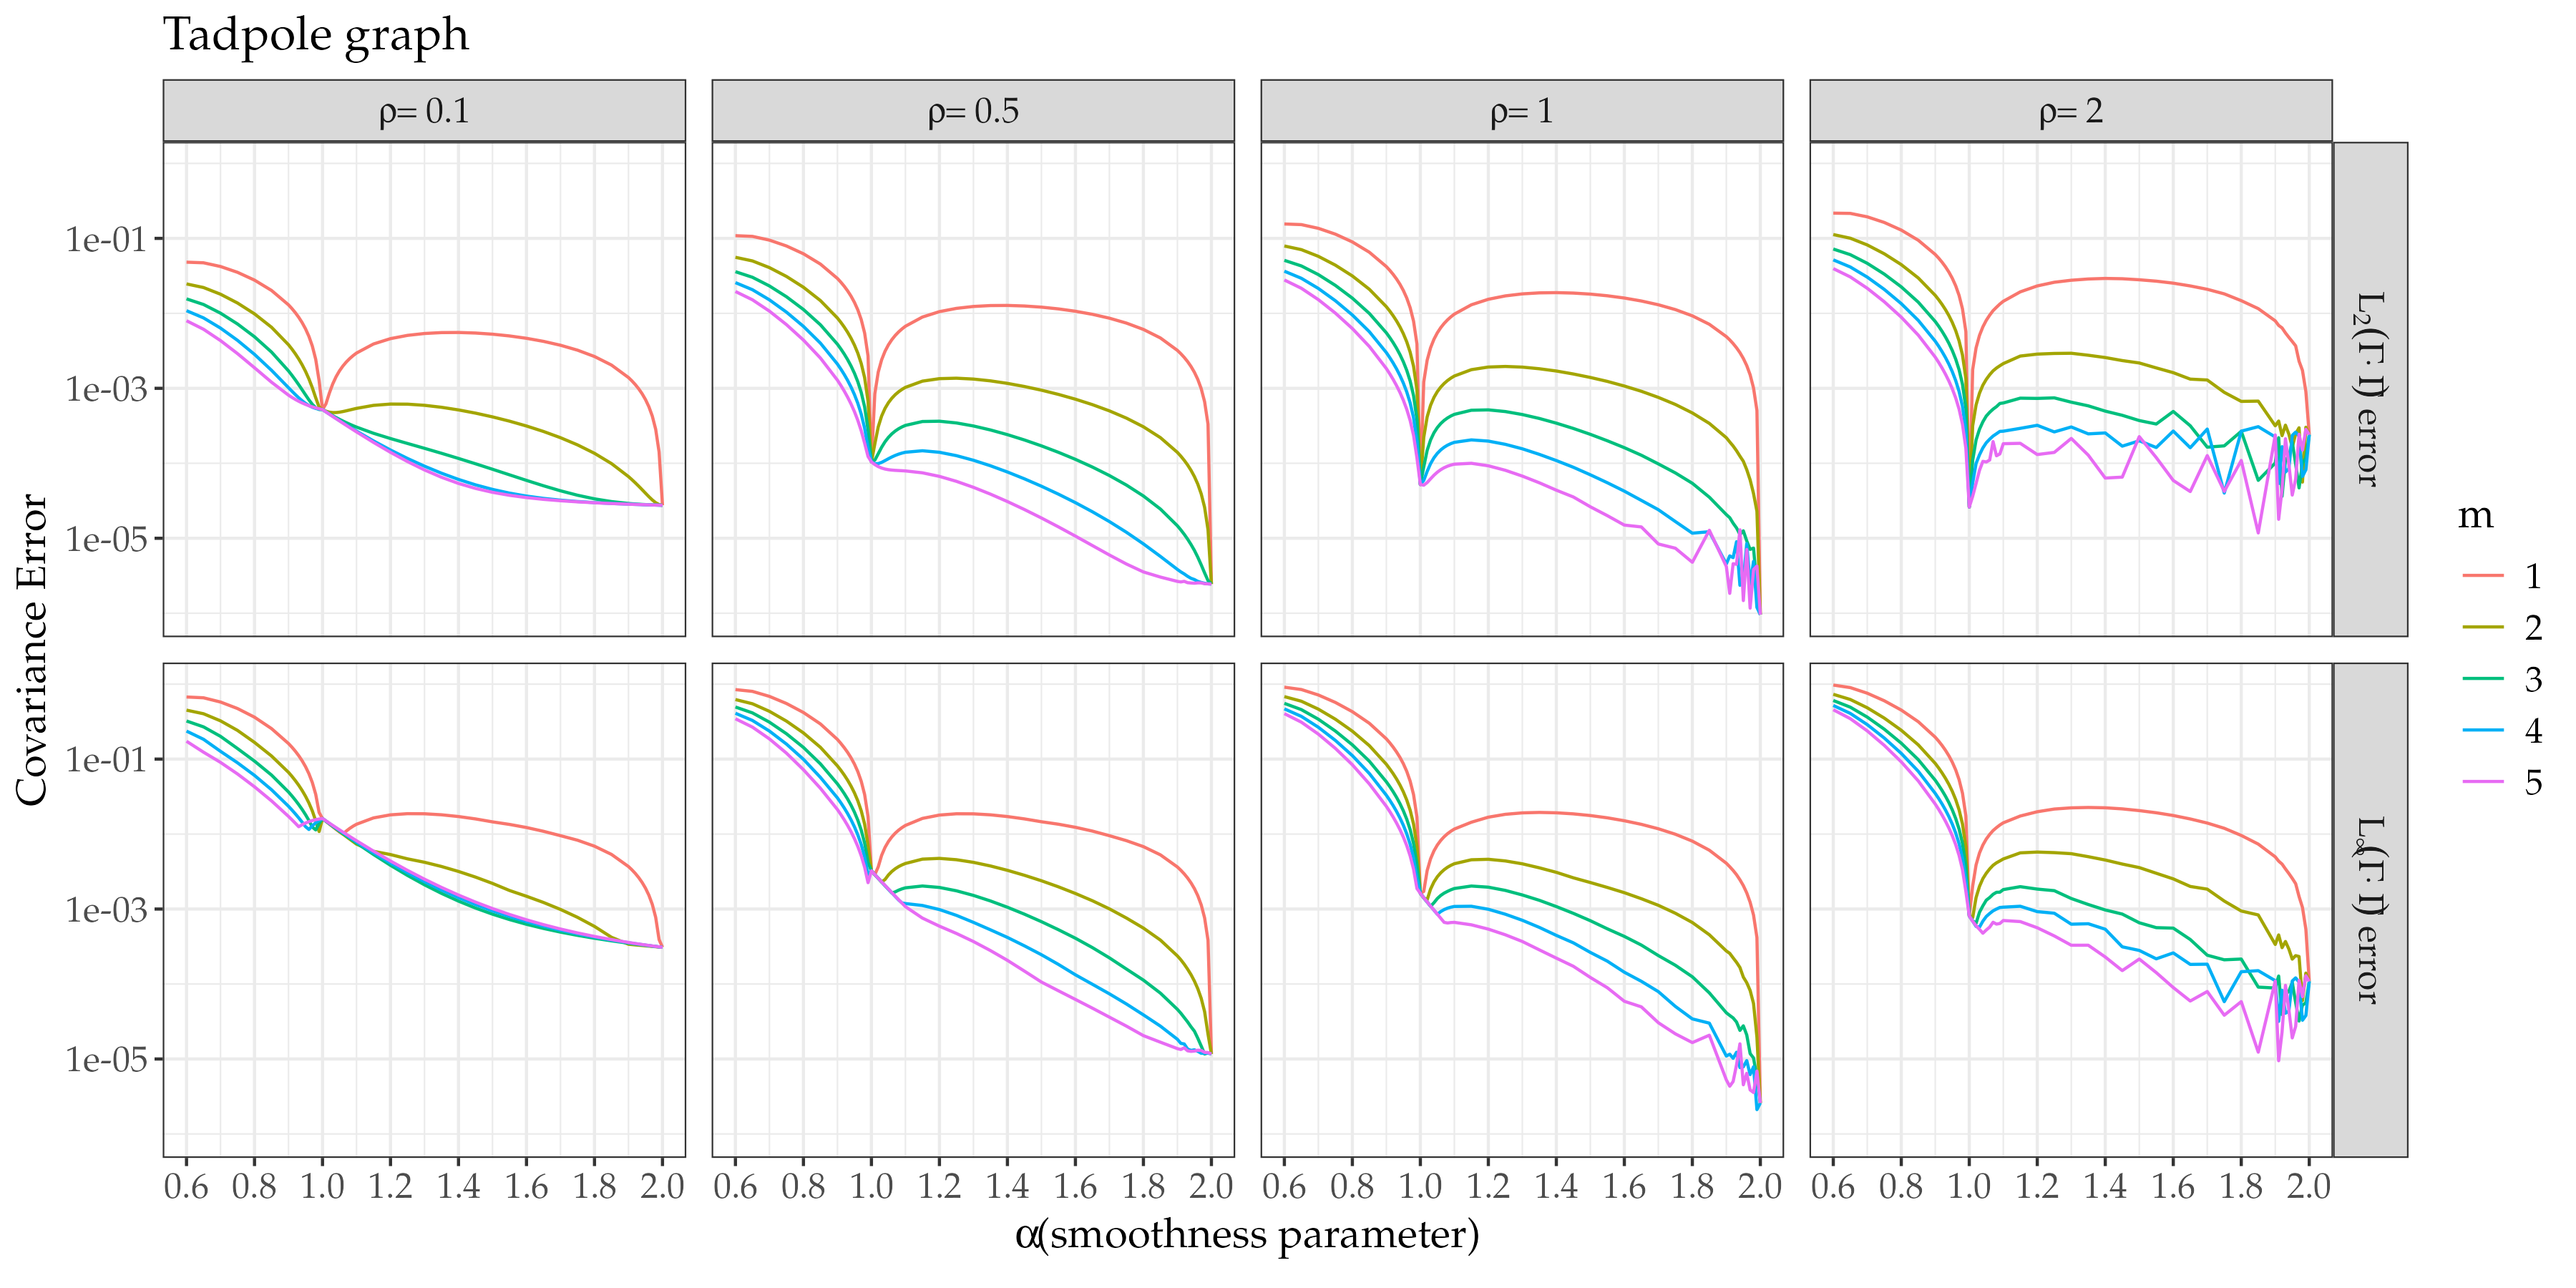 Tadpole graph
ρ= 0.1 ρ= 0.5 ρ= 1 ρ= 2
Covariance Error
1e-01
1e-03
1e-05
L2(Γ·Γ) error
1e-01
1e-03
1e-05
L∞(Γ·Γ) error
0.6 0.8 1.0 1.2 1.4 1.6 1.8 2.0 0.6 0.8 1.0 1.2 1.4 1.6 1.8 2.0 0.6 0.8 1.0 1.2 1.4 1.6 1.8 2.0 0.6 0.8 1.0 1.2 1.4 1.6 1.8 2.0
α(smoothness parameter)
m
1
2
3
4
5